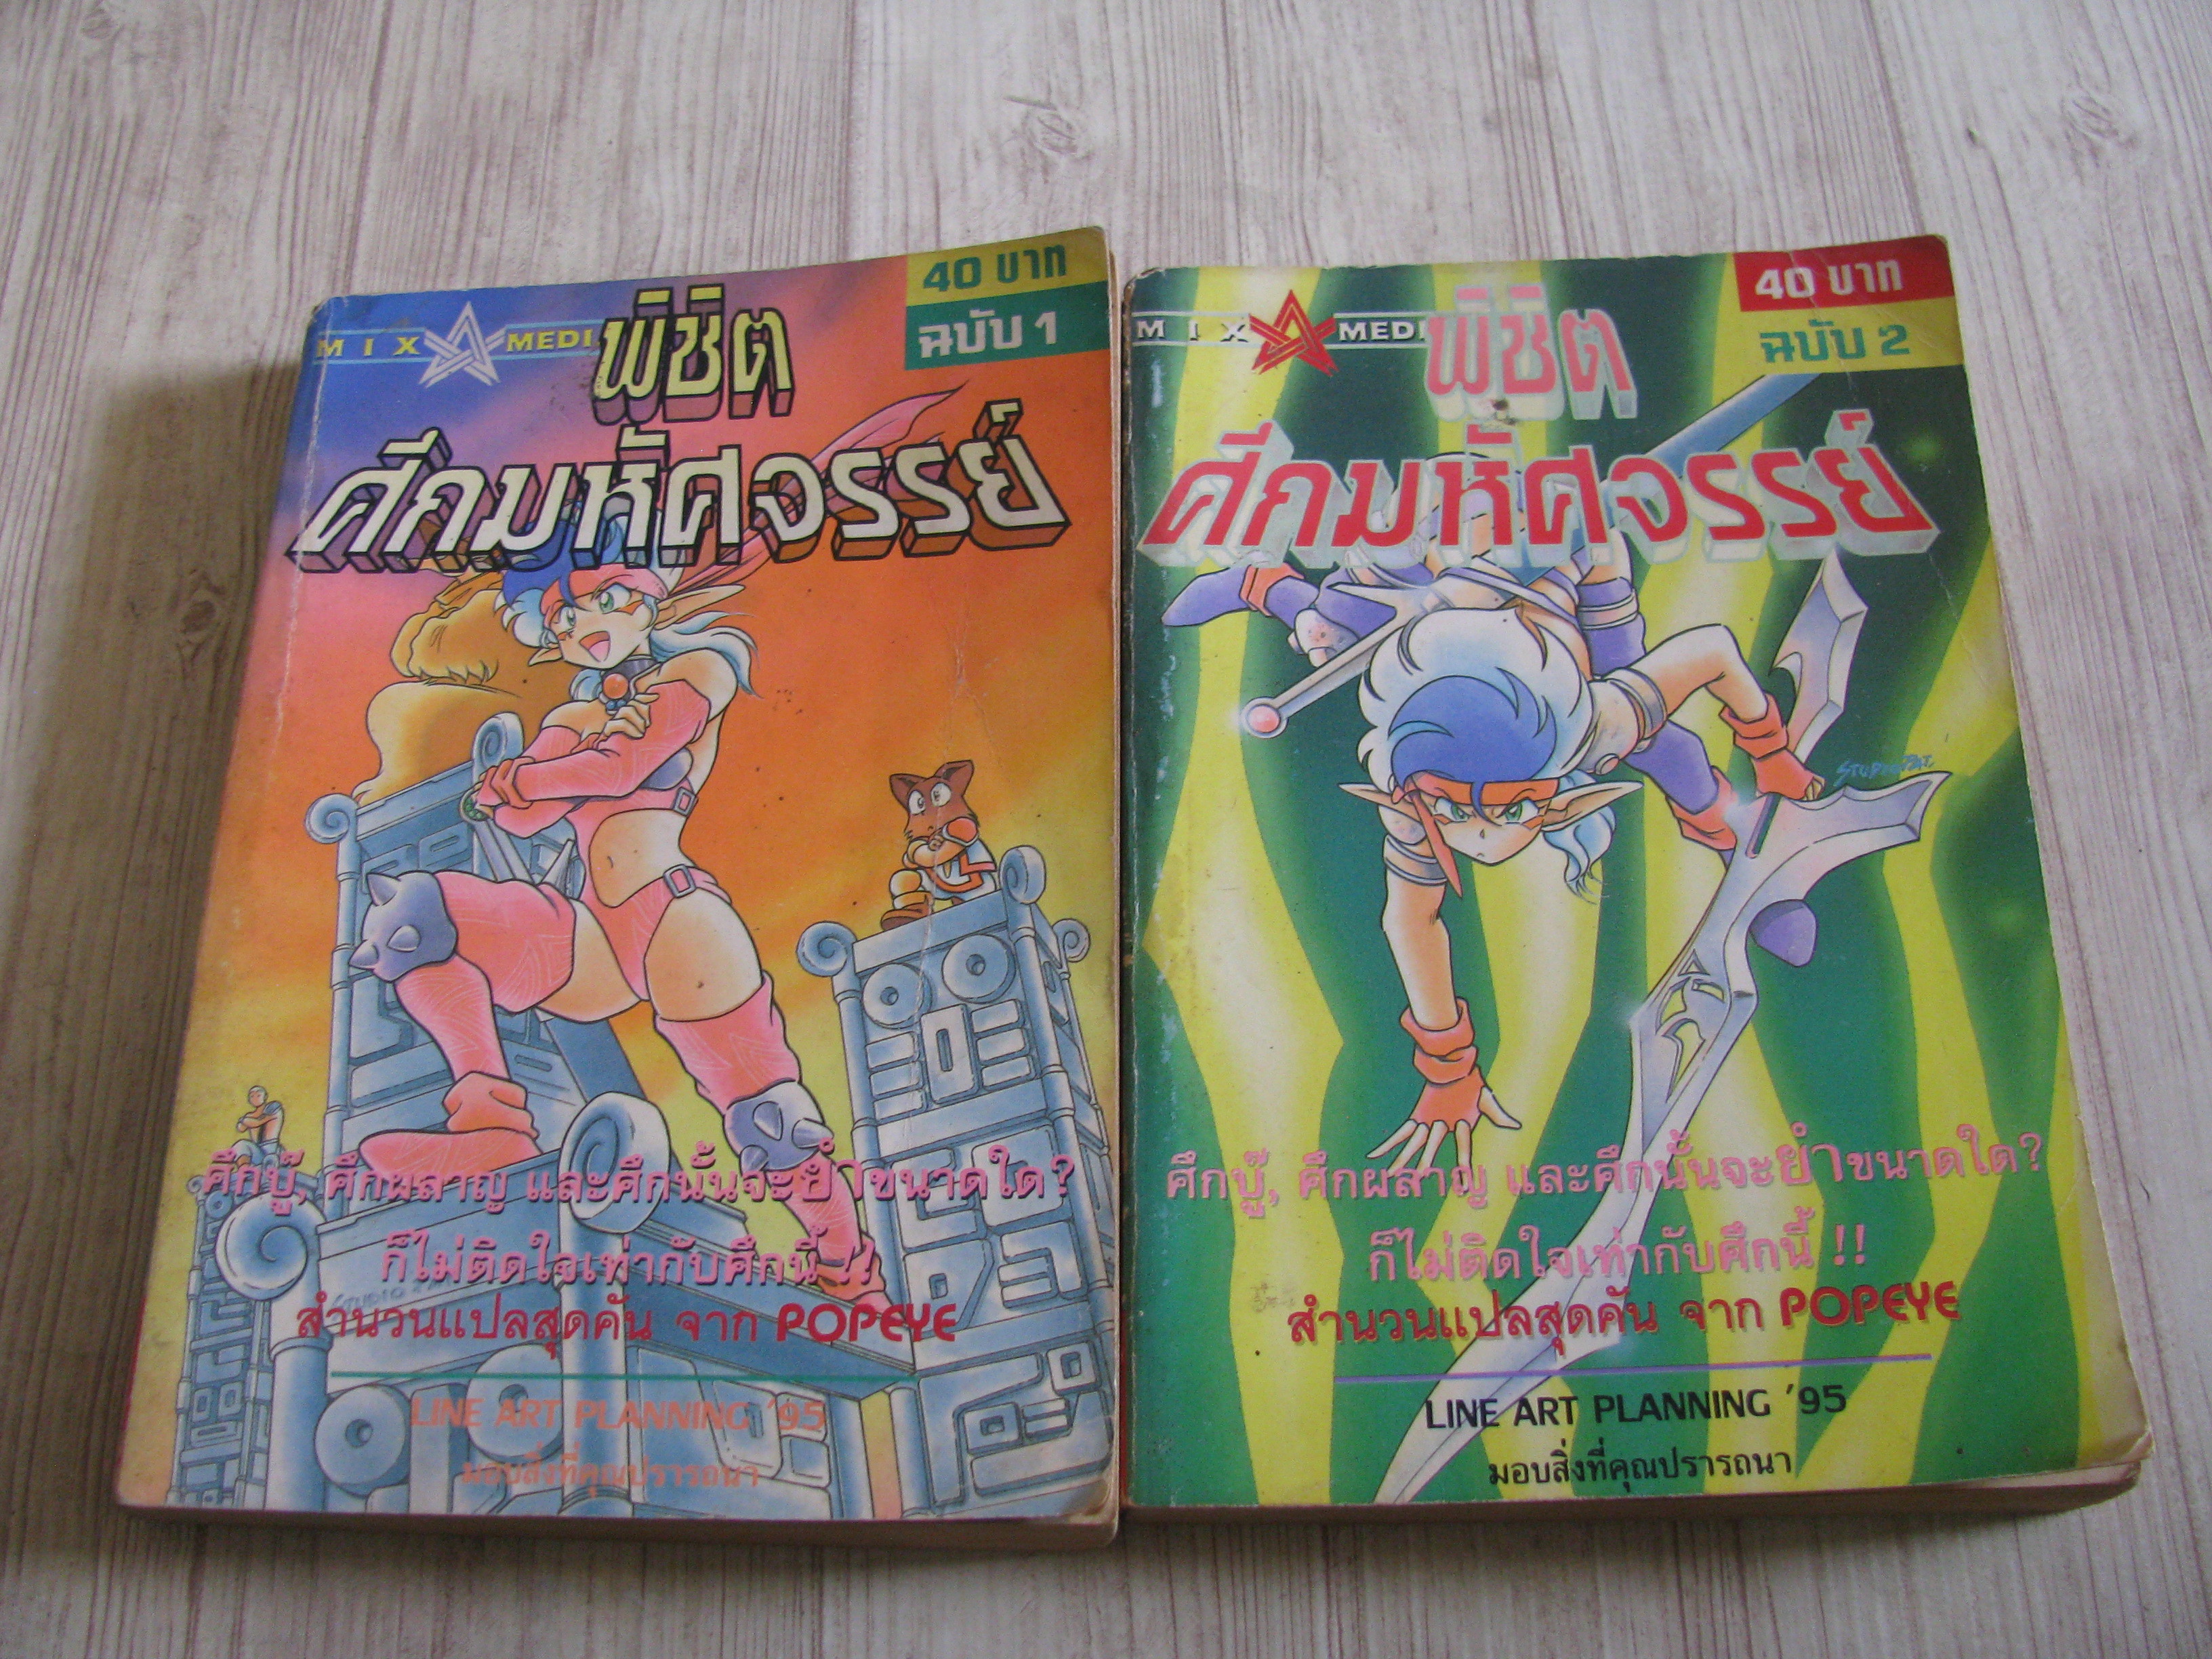 MIX MEDI
40 บาท
ฉบับ 1
พิชิต
ศึกมหัศจรรย์
ศึกบู๊, ศึกผลาญ และศึกนั้นจะยำขนาดใด?
ก็ไม่ติดใจเท่ากับศึกนี้ !!
สำนวนแปลสุดคัน จาก POPEYE
LINE ART PLANNING '95
มอบสิ่งที่คุณปรารถนา
MIX MEDI
40 บาท
ฉบับ 2
พิชิต
ศึกมหัศจรรย์
ศึกบู๊, ศึกผลาญ และศึกนั้นจะยำขนาดใด?
ก็ไม่ติดใจเท่ากับศึกนี้ !!
สำนวนแปลสุดคัน จาก POPEYE
LINE ART PLANNING '95
มอบสิ่งที่คุณปรารถนา